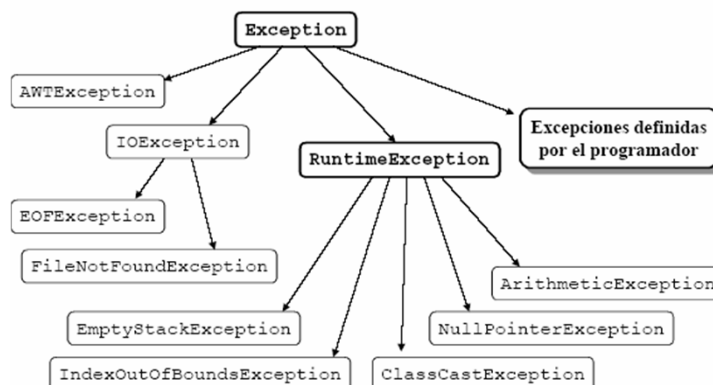 Exception
AWTException
IOException
Excepciones definidas
por el programador
RuntimeException
EOFException
FileNotFoundException
ArithmeticException
EmptyStackException
NullPointerException
IndexOutOfBoundsException
ClassCastException